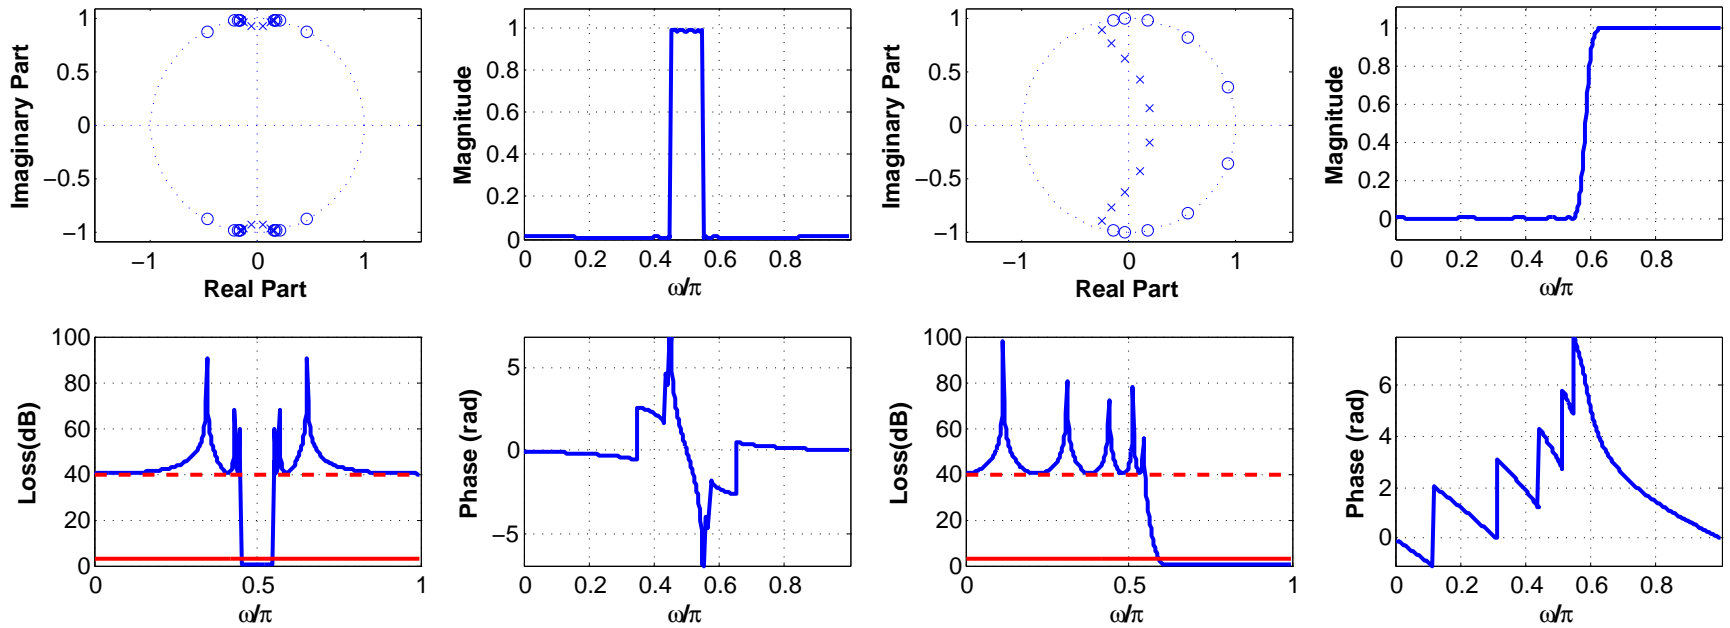 Imaginary Part
1
0.5
0
−0.5
−1
−1 0 1
Real Part
Magnitude
1
0.8
0.6
0.4
0.2
0
0 0.2 0.4 0.6 0.8
ω/π
Imaginary Part
1
0.5
0
−0.5
−1
−1 0 1
Real Part
Magnitude
1
0.8
0.6
0.4
0.2
0
0 0.2 0.4 0.6 0.8
ω/π
Loss(dB)
100
80
60
40
20
0
0 0.5 1
ω/π
Phase (rad)
5
0
−5
0 0.2 0.4 0.6 0.8
ω/π
Loss(dB)
100
80
60
40
20
0
0 0.5 1
ω/π
Phase (rad)
6
4
2
0
0 0.2 0.4 0.6 0.8
ω/π